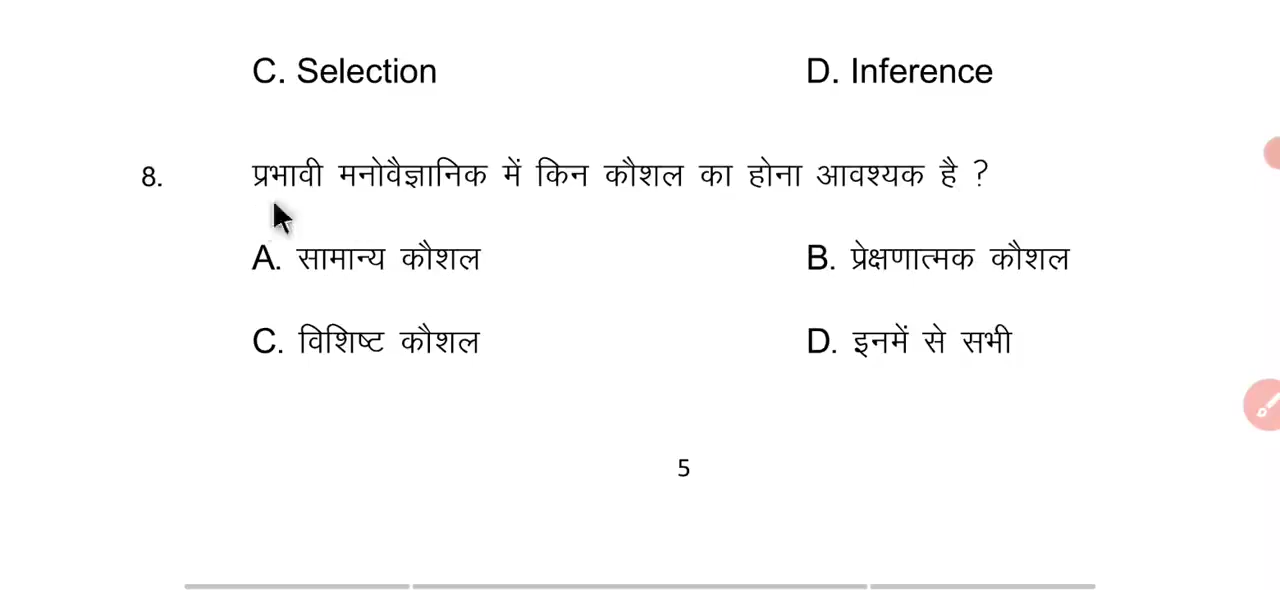 C. Selection D. Inference
8. प्रभावी मनोवैज्ञानिक में किन कौशल का होना आवश्यक है ?
A. सामान्य कौशल B. प्रेक्षणात्मक कौशल
C. विशिष्ट कौशल D. इनमें से सभी
5